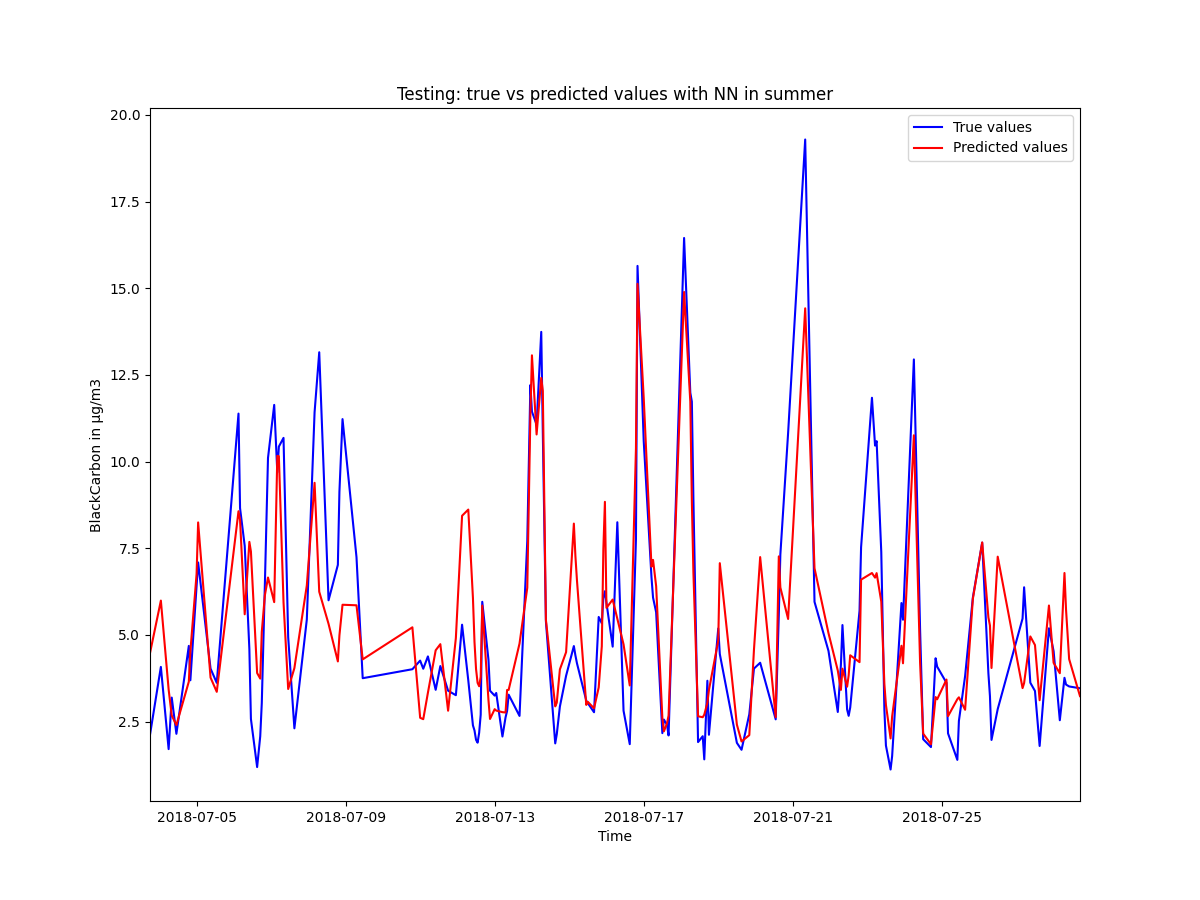 Testing: true vs predicted values with NN in summer
True values
Predicted values
20.0
17.5
15.0
12.5
10.0
7.5
5.0
2.5
BlackCarbon in µg/m3
2018-07-05
2018-07-09
2018-07-13
2018-07-17
2018-07-21
2018-07-25
Time